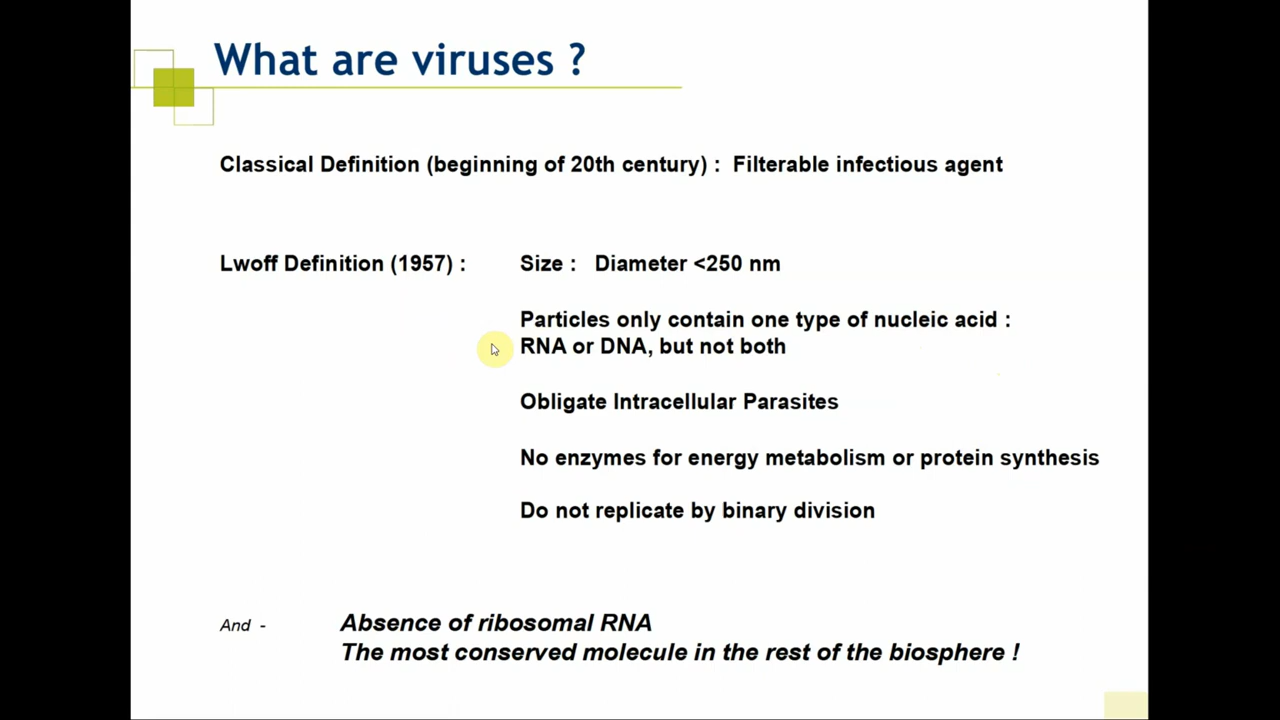 What are viruses ?
Classical Definition (beginning of 20th century) : Filterable infectious agent
Lwoff Definition (1957) : Size : Diameter <250 nm
Particles only contain one type of nucleic acid :
RNA or DNA, but not both
Obligate Intracellular Parasites
No enzymes for energy metabolism or protein synthesis
Do not replicate by binary division
And - Absence of ribosomal RNA
The most conserved molecule in the rest of the biosphere !